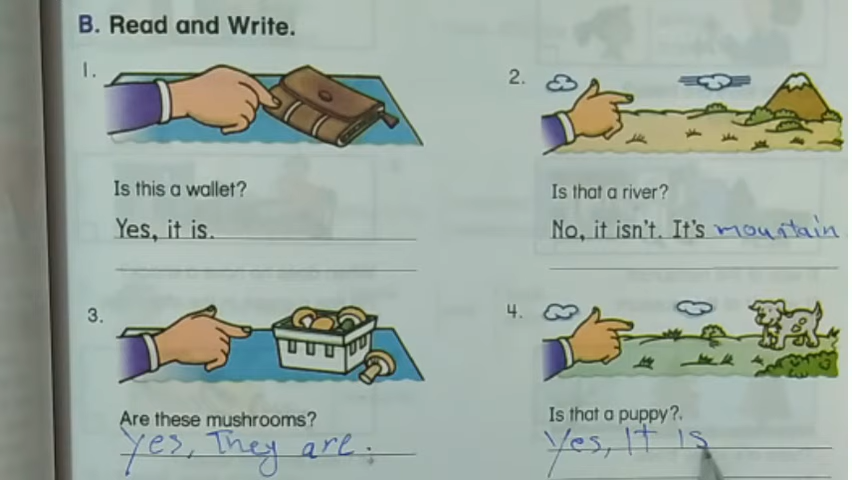 B. Read and Write.
1.
Is this a wallet?
Yes, it is.
2.
Is that a river?
No, it isn't. It's mountain
3.
Are these mushrooms?
Yes, They are.
4.
Is that a puppy?.
Yes, It Is